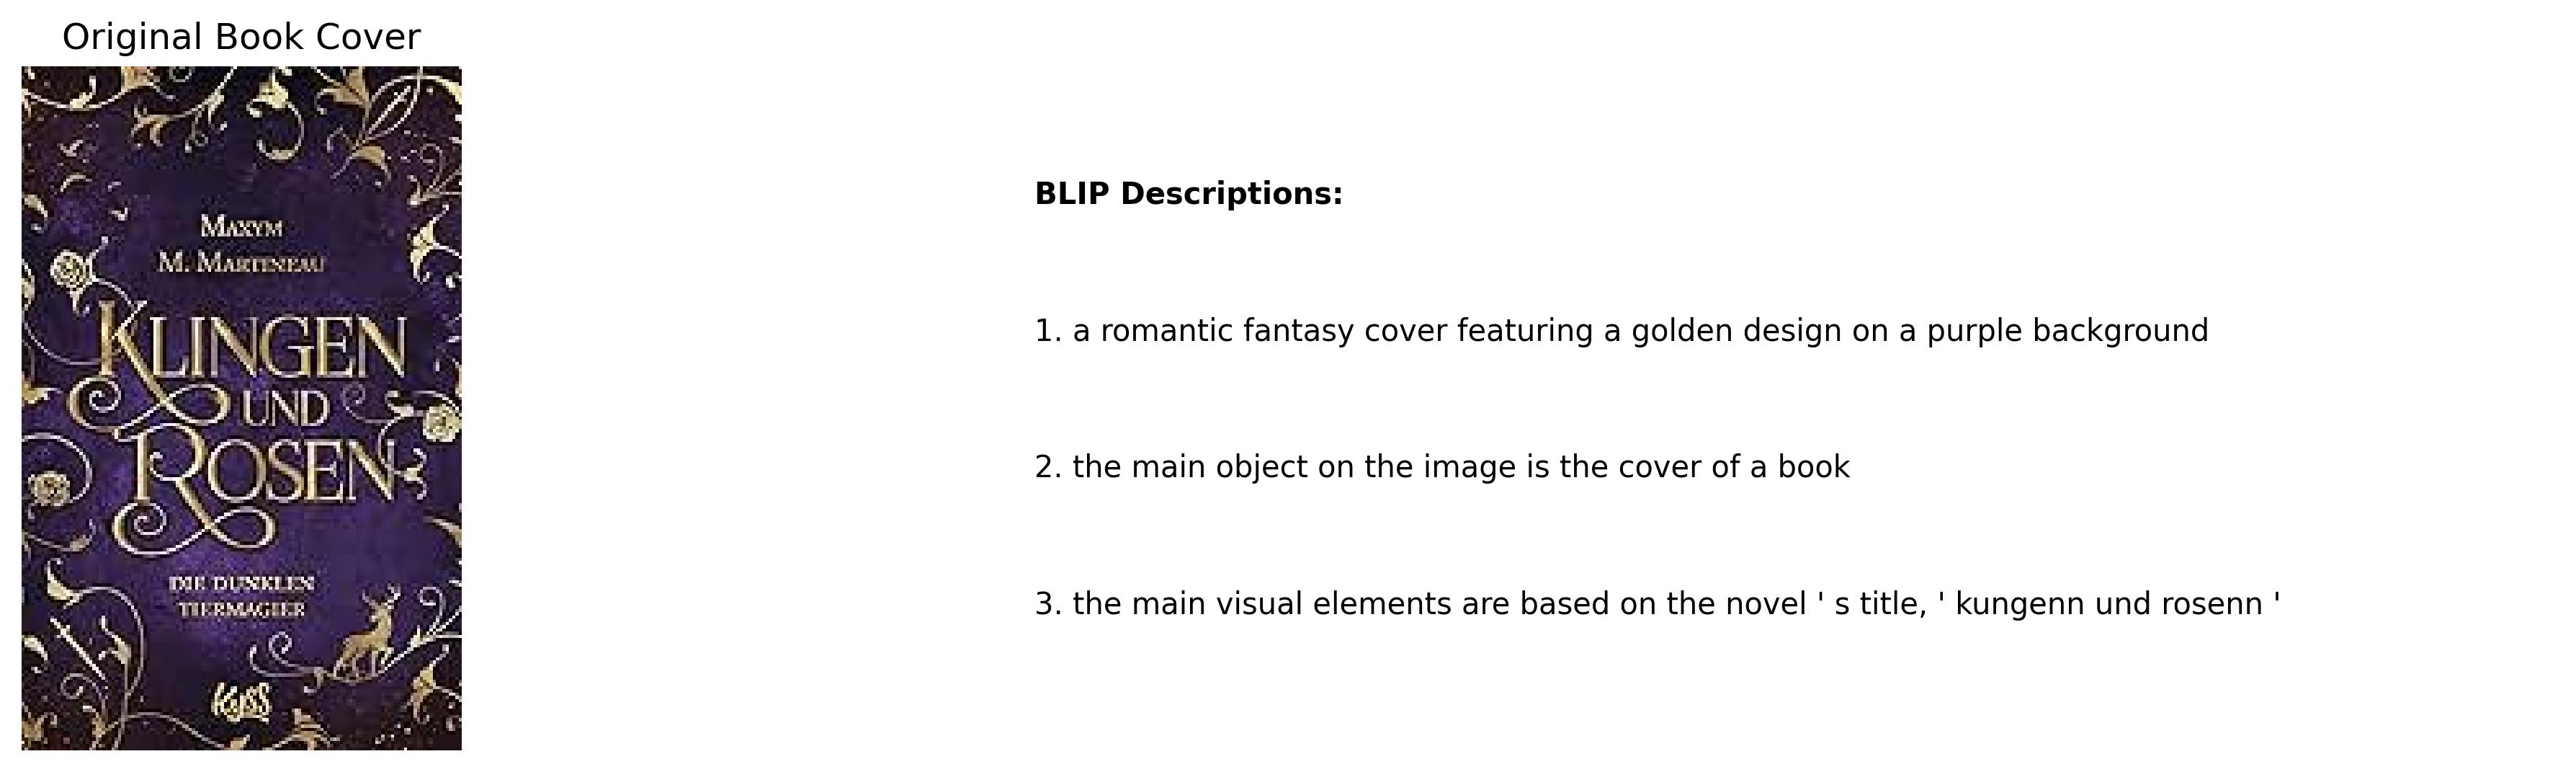 Original Book Cover
MAXYM
M. MARTINEAU
KLINGEN
UND
ROSEN
DIE DUNKLEN
TIERMAGIER
kyss
BLIP Descriptions:
1. a romantic fantasy cover featuring a golden design on a purple background
2. the main object on the image is the cover of a book
3. the main visual elements are based on the novel ' s title, ' kungenn und rosenn '